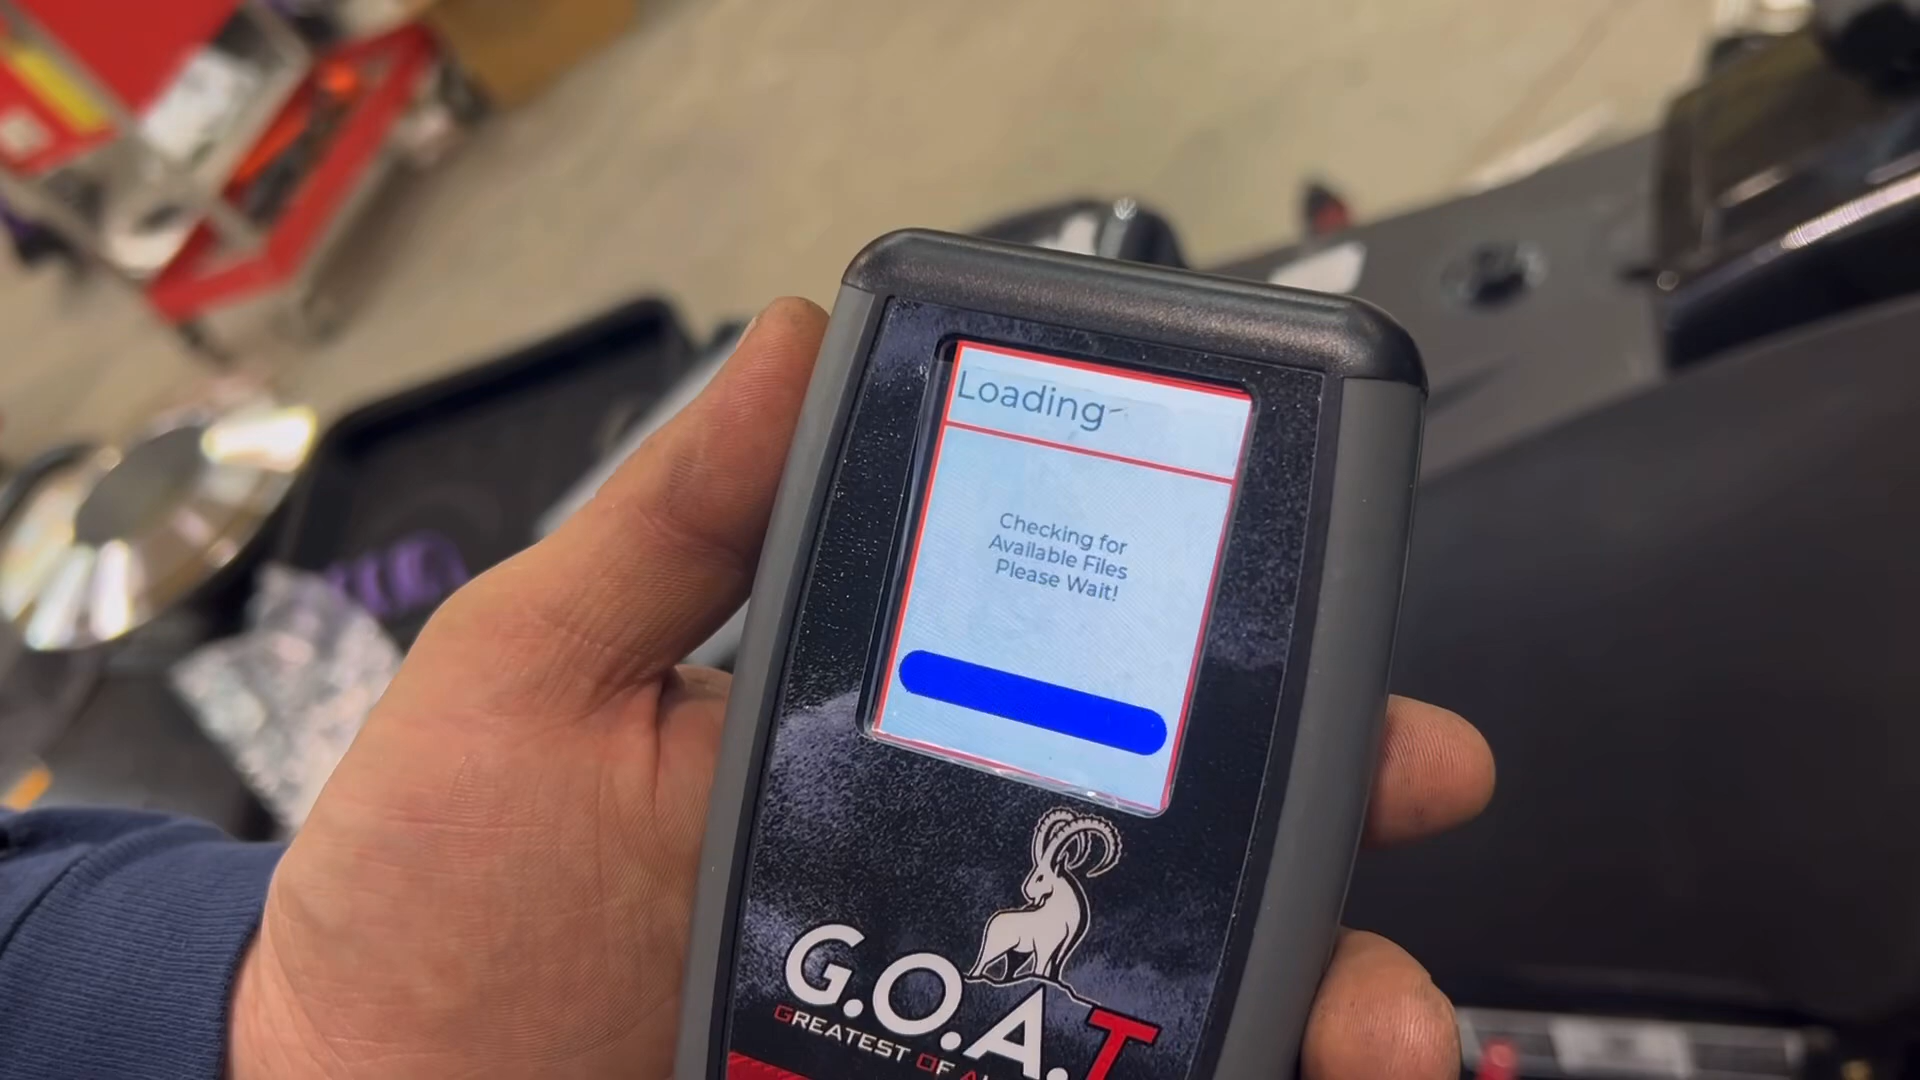 Loading
Checking for
Available Files
Please Wait!
G.O.A.T
GREATEST OF